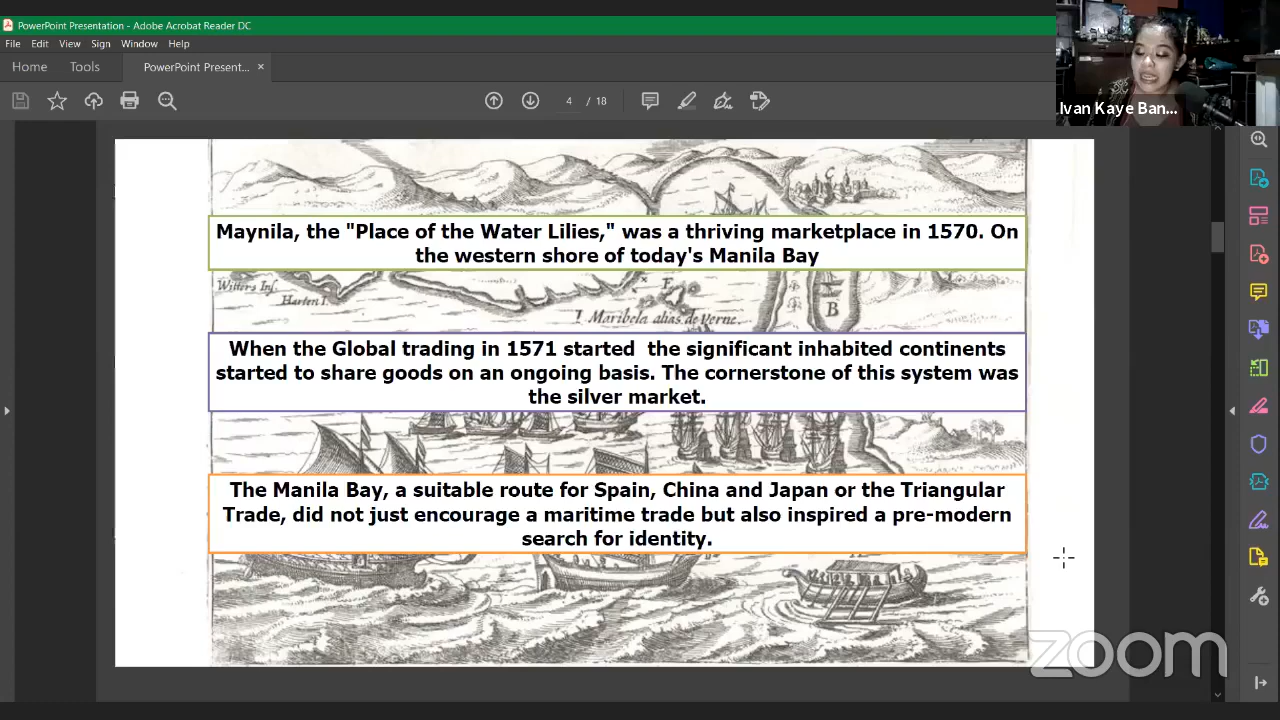 PowerPoint Presentation - Adobe Acrobat Reader DC
File Edit View Sign Window Help
Home Tools PowerPoint Present... ×
4 / 18
Ivan Kaye Ban...
C
Maynila, the "Place of the Water Lilies," was a thriving marketplace in 1570. On
the western shore of today's Manila Bay
Witters Inf.
Harten I.
F
B
I Maribela alias de Verne.
When the Global trading in 1571 started the significant inhabited continents
started to share goods on an ongoing basis. The cornerstone of this system was
the silver market.
The Manila Bay, a suitable route for Spain, China and Japan or the Triangular
Trade, did not just encourage a maritime trade but also inspired a pre-modern
search for identity.
zoom